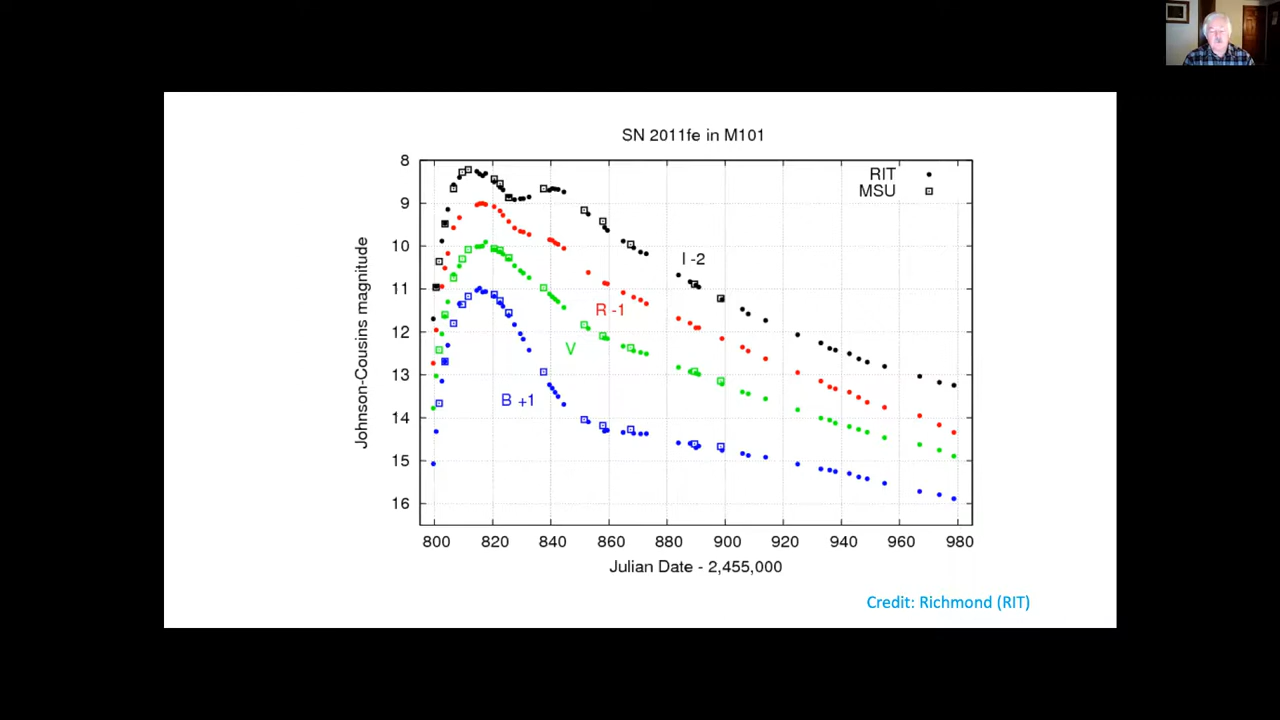 SN 2011fe in M101
RIT
MSU
8
9
10
11
12
13
14
15
16
Johnson-Cousins magnitude
I -2
R -1
V
B +1
800 820 840 860 880 900 920 940 960 980
Julian Date - 2,455,000
Credit: Richmond (RIT)